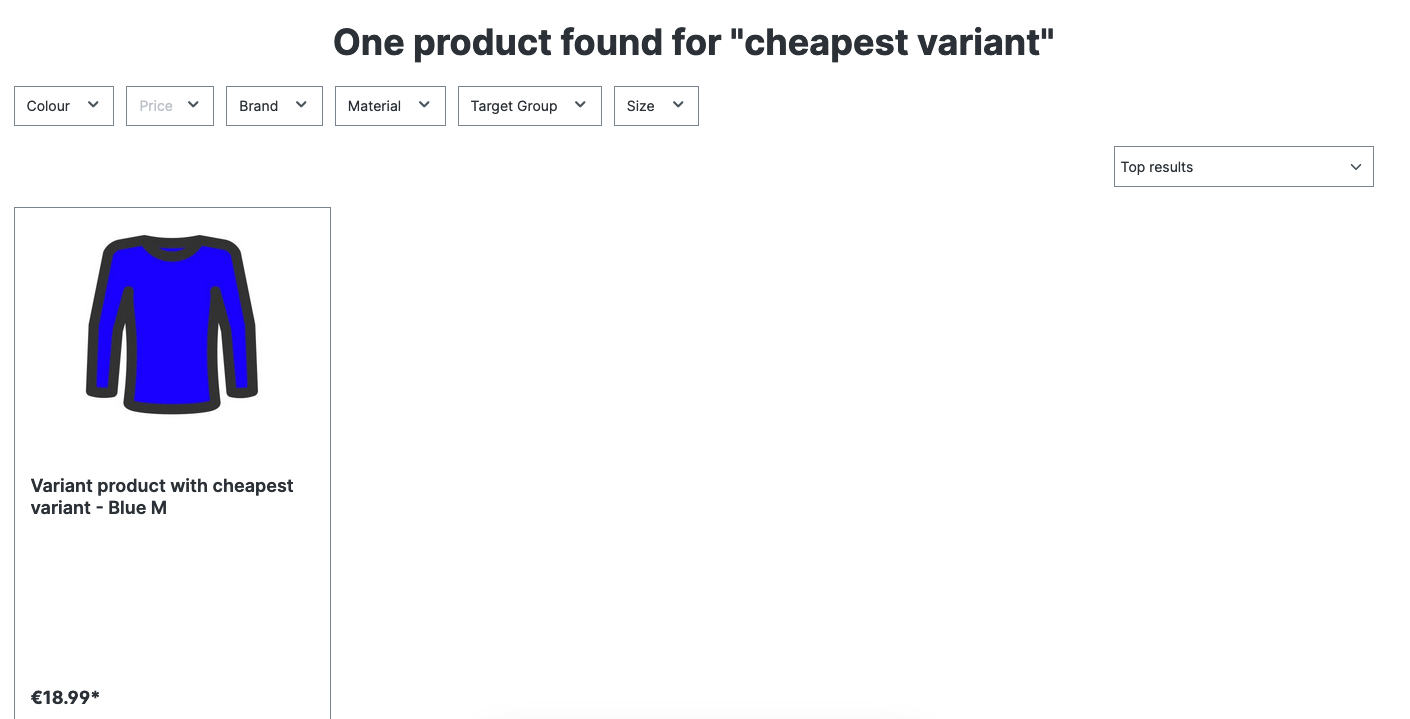 One product found for "cheapest variant"
Colour
Price
Brand
Material
Target Group
Size
Top results
Variant product with cheapest
variant - Blue M
€18.99*